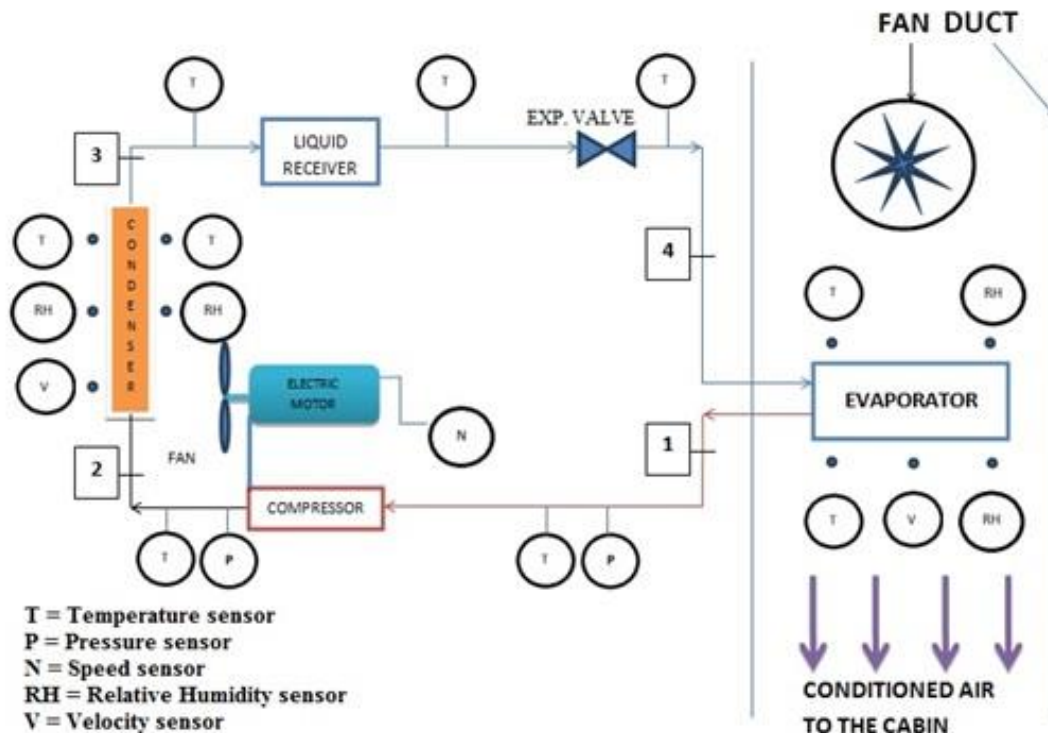 FAN DUCT
T
T
T
EXP. VALVE
3
LIQUID
RECEIVER
CONDENSER
T
T
4
RH
RH
T
RH
V
ELECTRIC
MOTOR
EVAPORATOR
N
1
2
FAN
COMPRESSOR
T
P
T
P
T
V
RH
T = Temperature sensor
P = Pressure sensor
N = Speed sensor
RH = Relative Humidity sensor
V = Velocity sensor
CONDITIONED AIR
TO THE CABIN